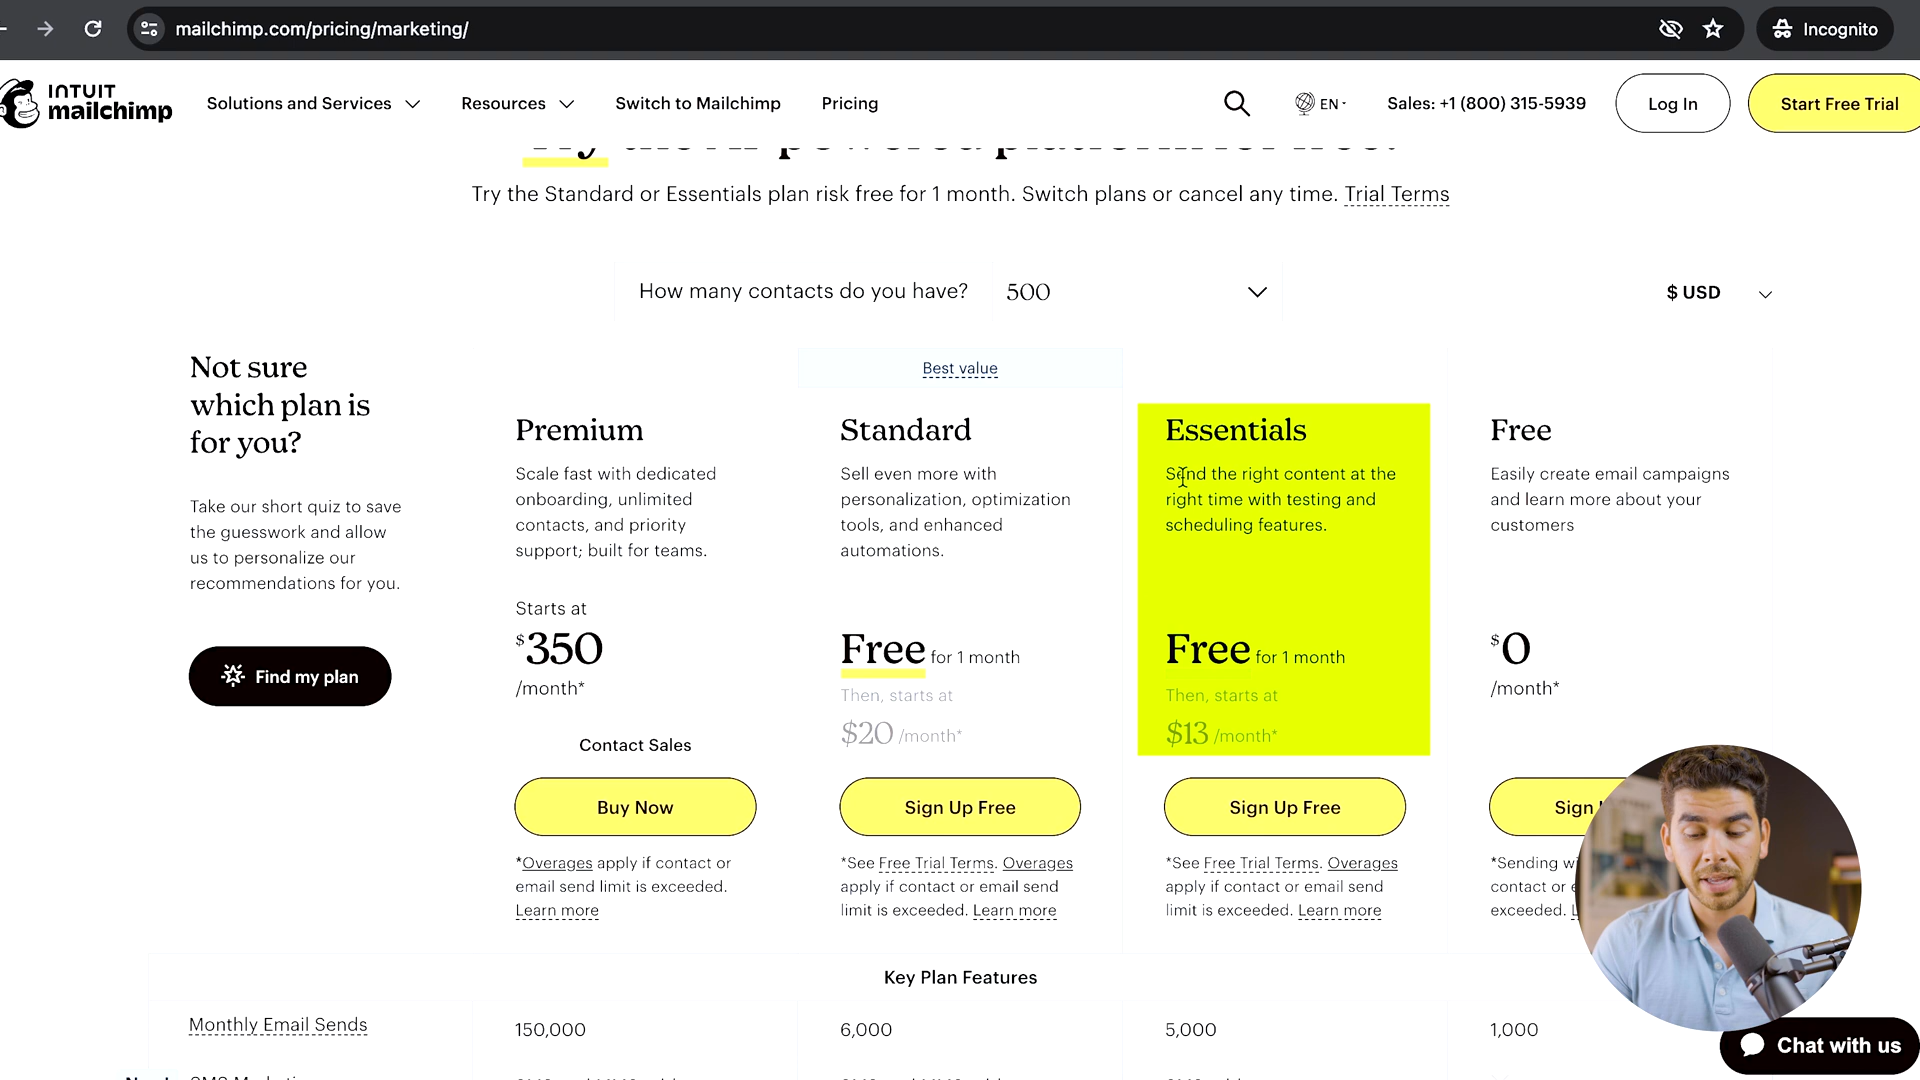 mailchimp.com/pricing/marketing/
Incognito
INTUIT
mailchimp
Solutions and Services
Resources
Switch to Mailchimp
Pricing
EN
Sales: +1 (800) 315-5939
Log In
Start Free Trial
Try the Standard or Essentials plan risk free for 1 month. Switch plans or cancel any time. Trial Terms
How many contacts do you have?
500
$ USD
Not sure
which plan is
for you?
Take our short quiz to save
the guesswork and allow
us to personalize our
recommendations for you.
Find my plan
Premium
Scale fast with dedicated
onboarding, unlimited
contacts, and priority
support; built for teams.
Starts at
$350
/month*
Contact Sales
Buy Now
*Overages apply if contact or
email send limit is exceeded.
Learn more
Best value
Standard
Sell even more with
personalization, optimization
tools, and enhanced
automations.
Free for 1 month
Then, starts at
$20 /month*
Sign Up Free
*See Free Trial Terms. Overages
apply if contact or email send
limit is exceeded. Learn more
Essentials
Send the right content at the
right time with testing and
scheduling features.
Free for 1 month
Then, starts at
$13 /month*
Sign Up Free
*See Free Trial Terms. Overages
apply if contact or email send
limit is exceeded. Learn more
Free
Easily create email campaigns
and learn more about your
customers
$0
/month*
Sign
*Sending
contact or
exceeded.
Key Plan Features
Monthly Email Sends
150,000
6,000
5,000
1,000
Chat with us